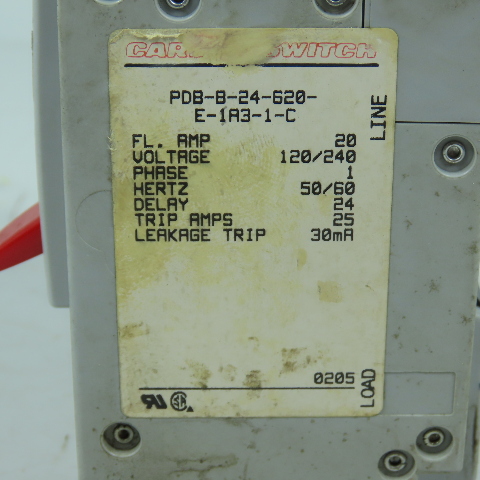 SWITCH
PDB-B-24-620-
E-1A3-1-C
LINE
FL. AMP 20
VOLTAGE 120/240
PHASE 1
HERTZ 50/60
DELAY 24
TRIP AMPS 25
LEAKAGE TRIP 30mA
0205
LOAD